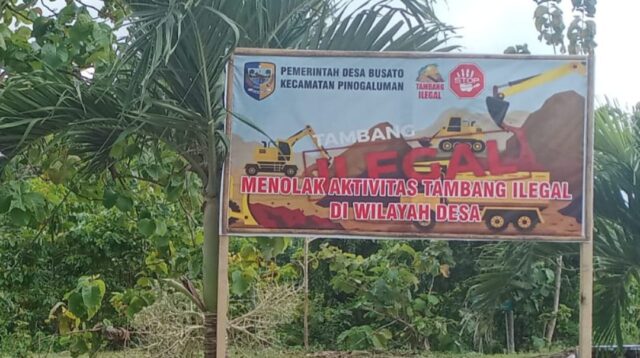 PEMERINTAH DESA BUSATO
KECAMATAN PINOGALUMAN
TAMBANG
ILEGAL
STOP
TAMBANG
ILEGAL
MENOLAK AKTIVITAS TAMBANG ILEGAL
DI WILAYAH DESA